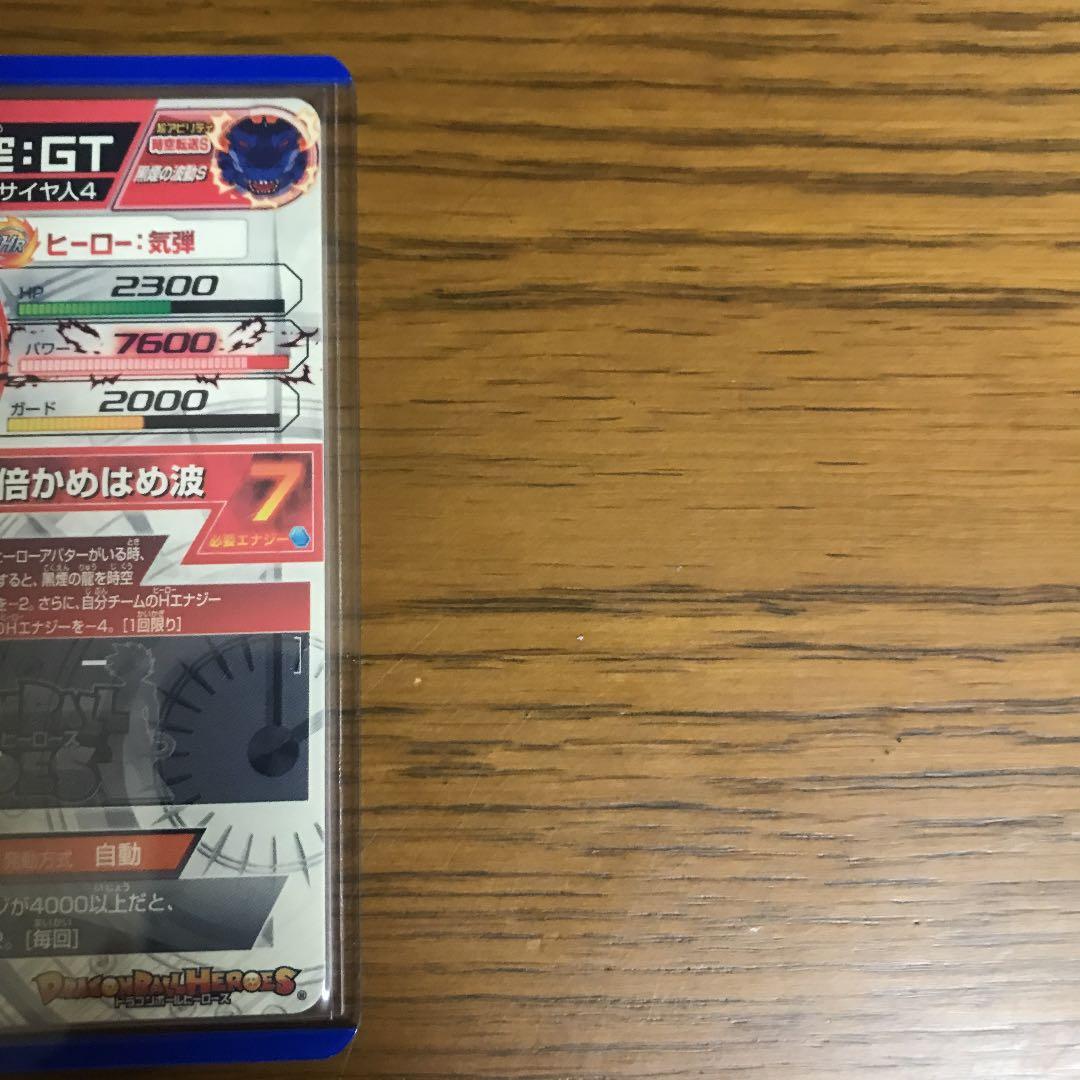 空:GT
サイヤ人4
超アビリティ
時空転送S
黒煙の波動S
HR
ヒーロー:気弾
HP 2300
パワー 7600
ガード 2000
倍かめはめ波
7
必要エナジー
ヒーローアバターがいる時、
すると、黒煙の龍を時空
を−2。さらに、自分チームのHエナジー
Hエナジーを−4。[1回限り]
ー
]
ヒーローズ
発動方式 自動
ジが4000以上だと、
。[毎回]
DRAGONBALL HEROES
ドラゴンボールヒーローズ